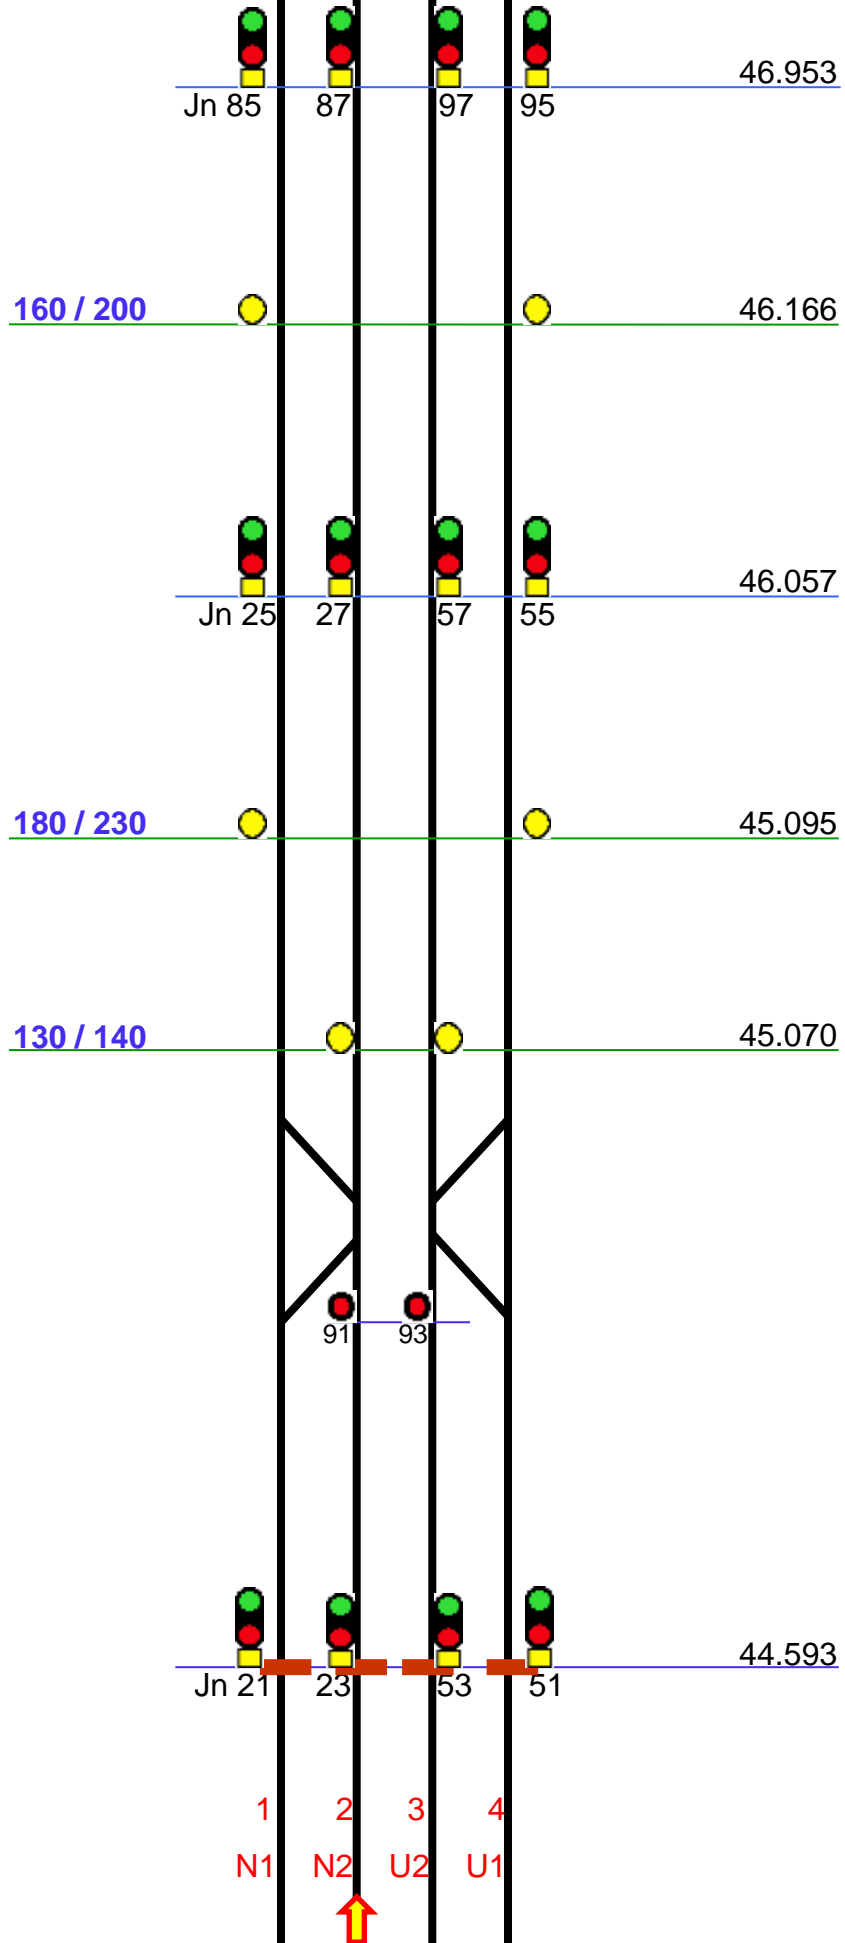 46.953
Jn 85 87 97 95
160 / 200 46.166
46.057
Jn 25 27 57 55
180 / 230 45.095
130 / 140 45.070
91 93
44.593
Jn 21 23 53 51
1 2 3 4
N1 N2 U2 U1